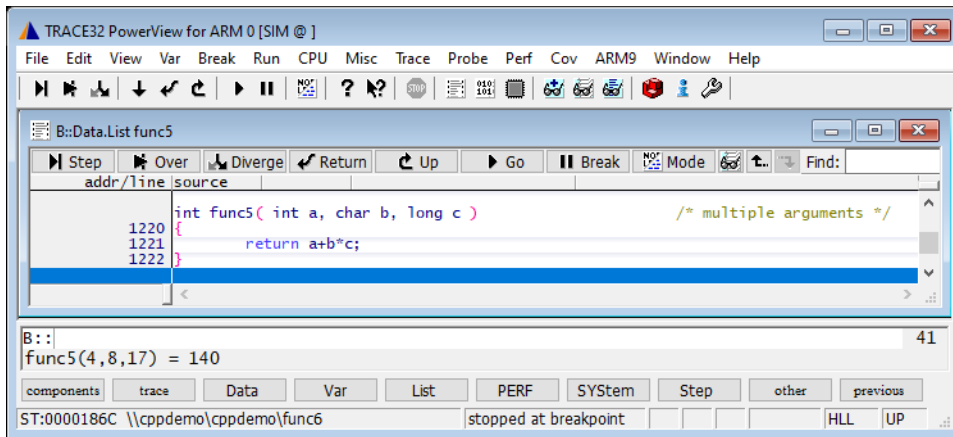 TRACE32 PowerView for ARM 0 [SIM @ ]
File Edit View Var Break Run CPU Misc Trace Probe Perf Cov ARM9 Window Help
B::Data.List func5
Step Over Diverge Return Up Go Break Mode Find:
addr/line source
int func5( int a, char b, long c ) /* multiple arguments */
1220 {
1221 return a+b*c;
1222 }
B:: 41
func5(4,8,17) = 140
components trace Data Var List PERF SYStem Step other previous
ST:0000186C \\cppdemo\cppdemo\func6 stopped at breakpoint HLL UP